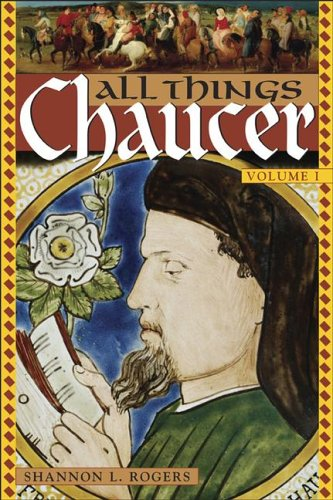 ALL THINGS
Chaucer
VOLUME I
SHANNON L. ROGERS